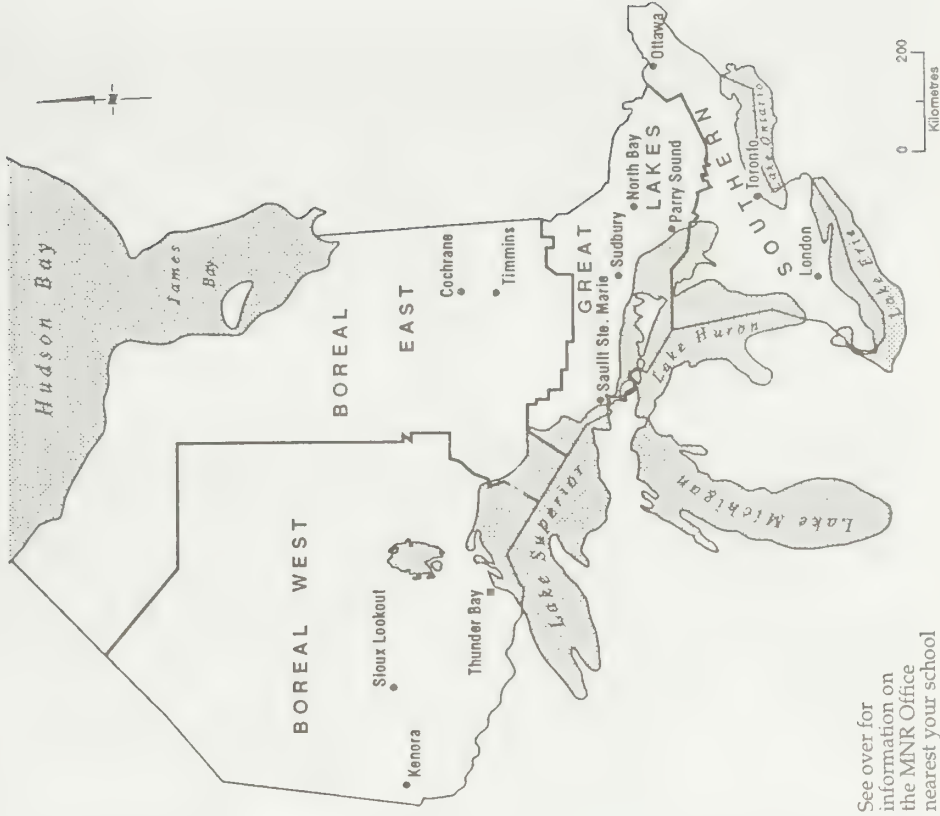 Hudson Bay
James
Bay
N
BOREAL WEST
BOREAL
EAST
Sioux Lookout
Kenora
Thunder Bay
Cochrane
Timmins
Lake Superior
GREAT
LAKES
Saullt Ste. Marie
Sudbury
North Bay
Parry Sound
Ottawa
Lake Michigan
Lake Huron
SOUTHERN
Toronto
Lake Ontario
London
Lake Erie
0 200
Kilometres
See over for
information on
the MNR Office
nearest your school